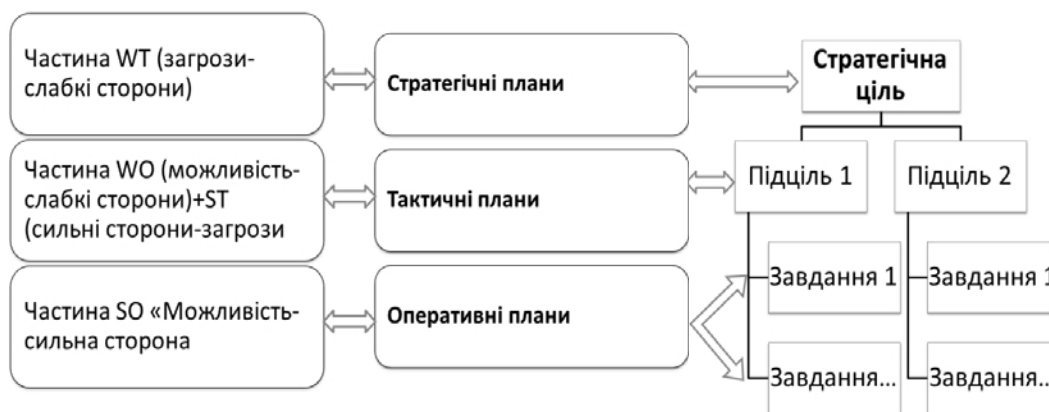 Частина WT (загрози-
слабкі сторони)
Стратегічні плани
Стратегічна
ціль
Частина WO (можливість-
слабкі сторони)+ST
(сильні сторони-загрози
Тактичні плани
Підціль 1
Підціль 2
Частина SO «Можливість-
сильна сторона
Оперативні плани
Завдання 1
Завдання 1
Завдання...
Завдання...